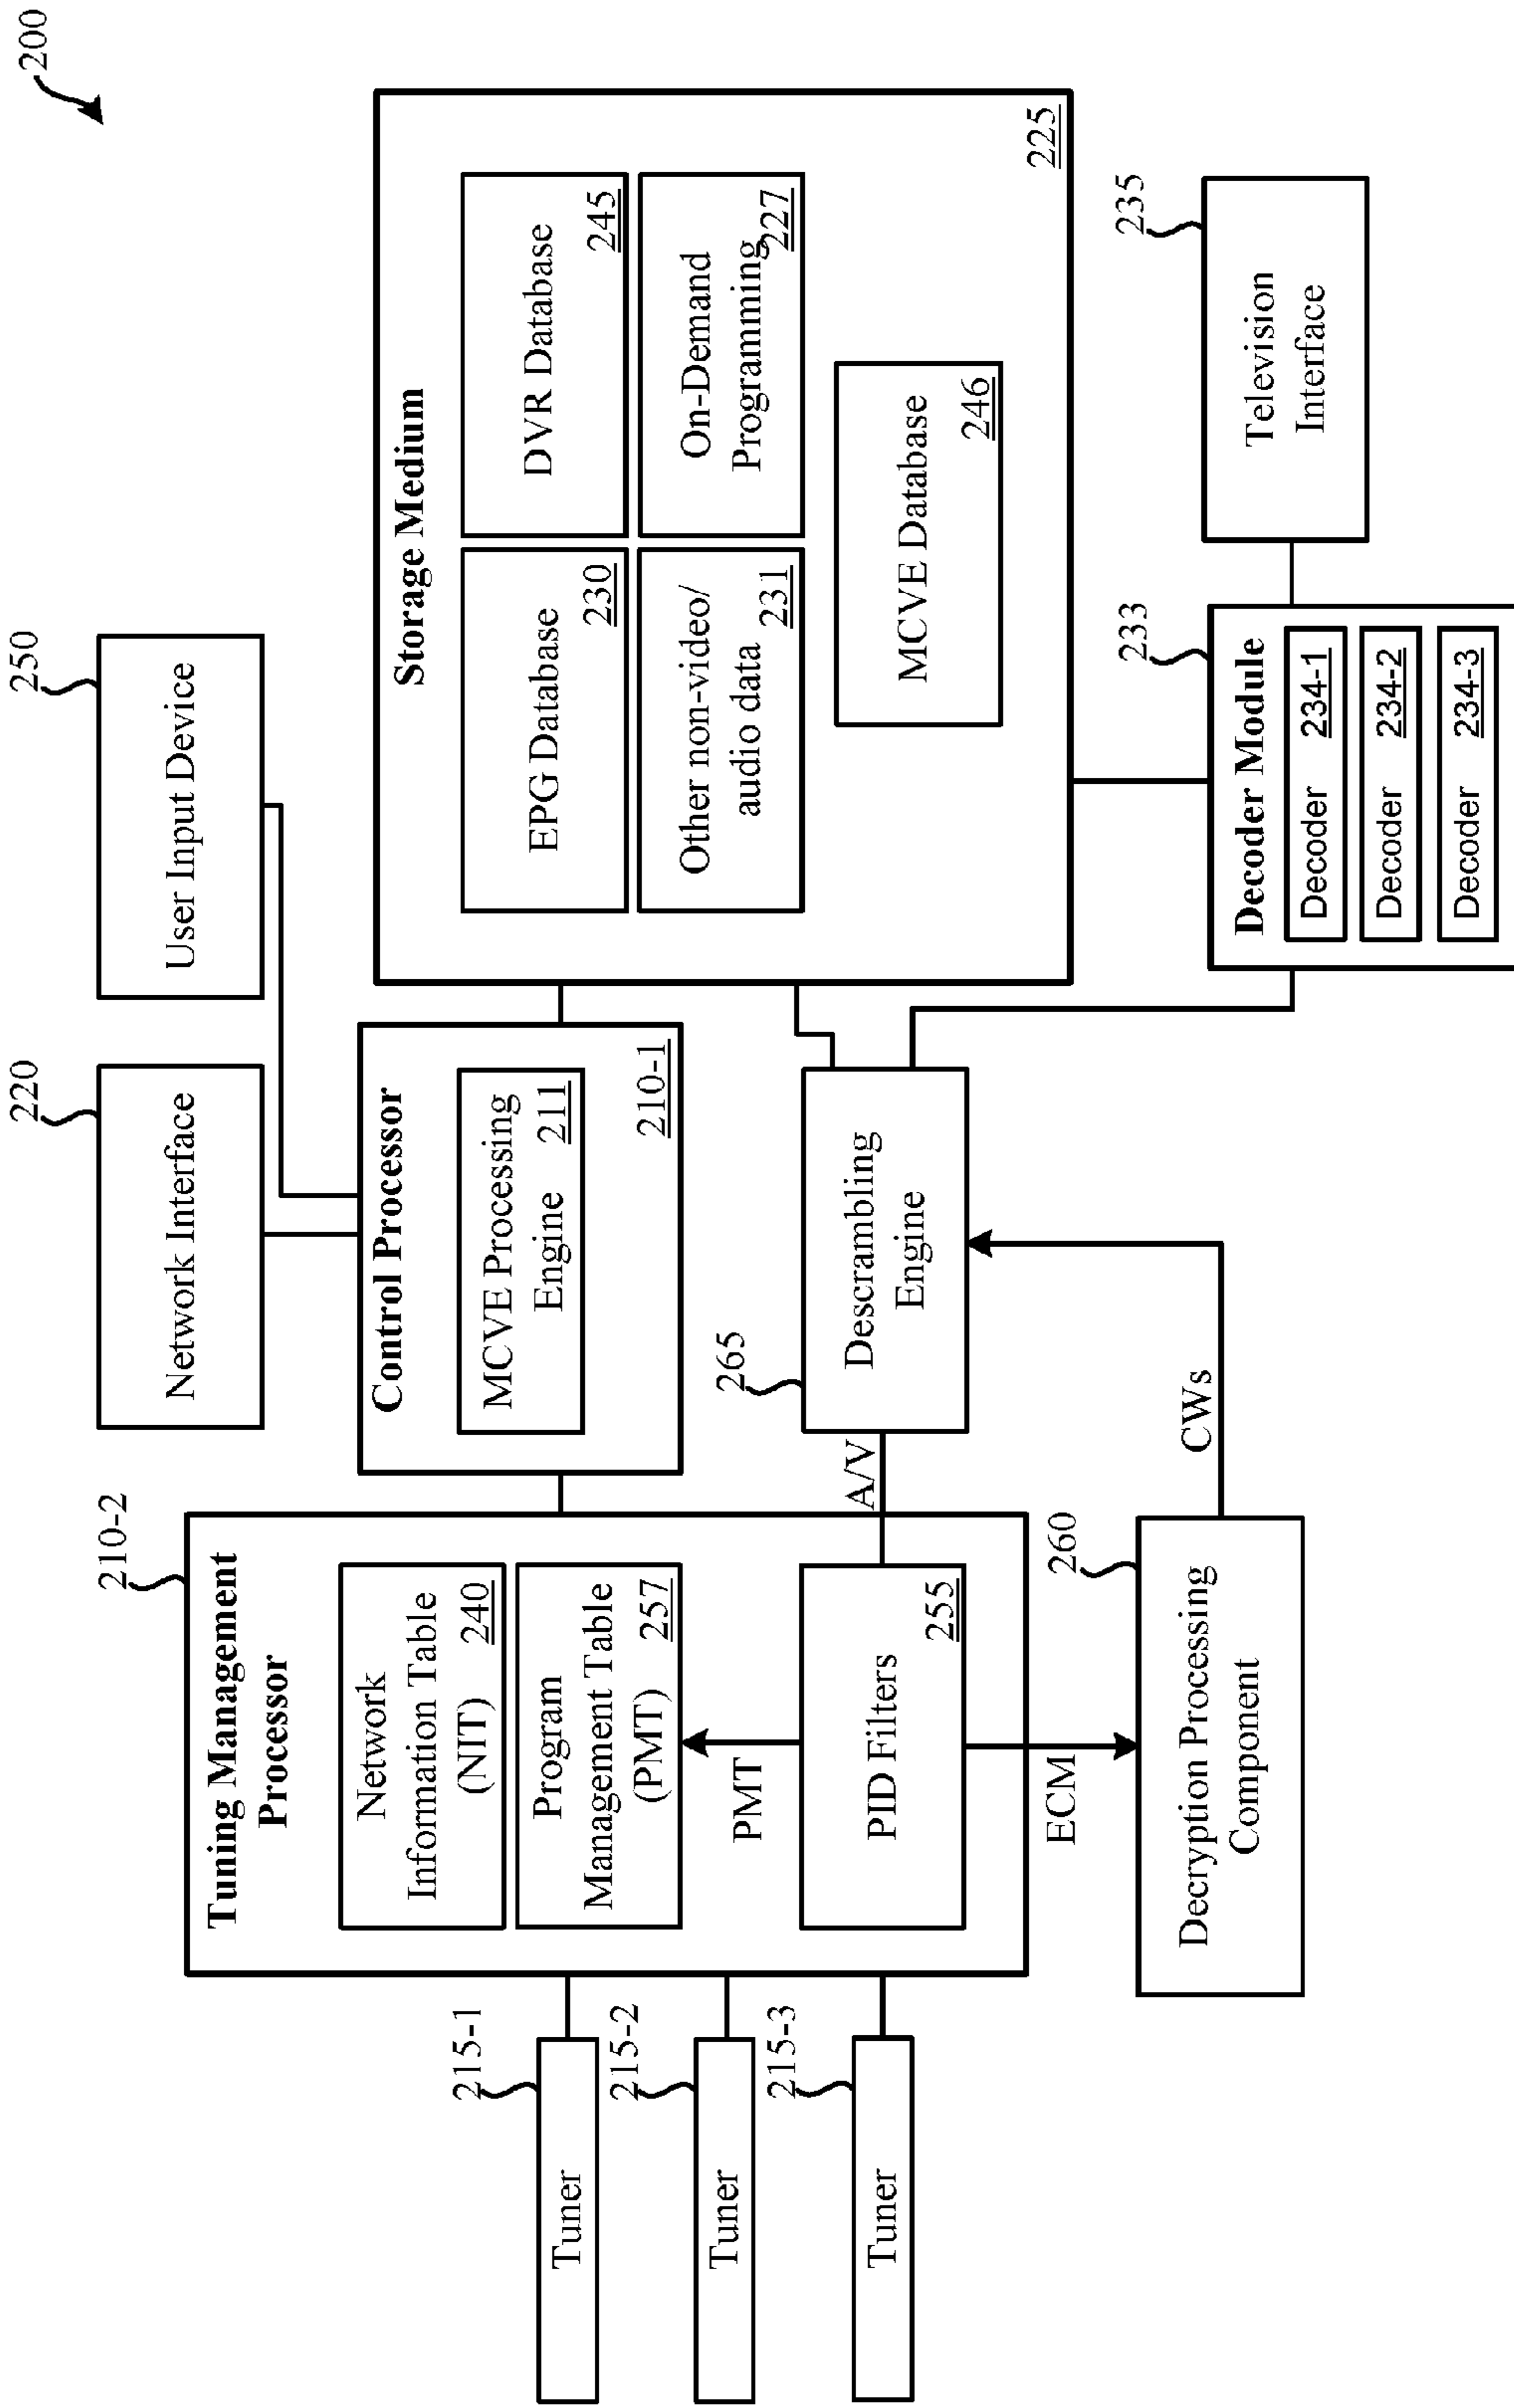 200
210-2
Tuning Management
Processor
Network
Information Table
(NIT) 240
Program
Management Table
(PMT) 257
PMT
PID Filters
255
ECM
A/V
215-1
Tuner
215-2
Tuner
215-3
Tuner
260
Decryption Processing
Component
CWs
220
Network Interface
250
User Input Device
Control Processor
MCVE Processing
Engine 211
210-1
265
Descrambling
Engine
Storage Medium
EPG Database
230
DVR Database
245
Other non-video/
audio data 231
On-Demand
Programming
227
MCVE Database
246
225
233
Decoder Module
Decoder 234-1
Decoder 234-2
Decoder 234-3
235
Television
Interface